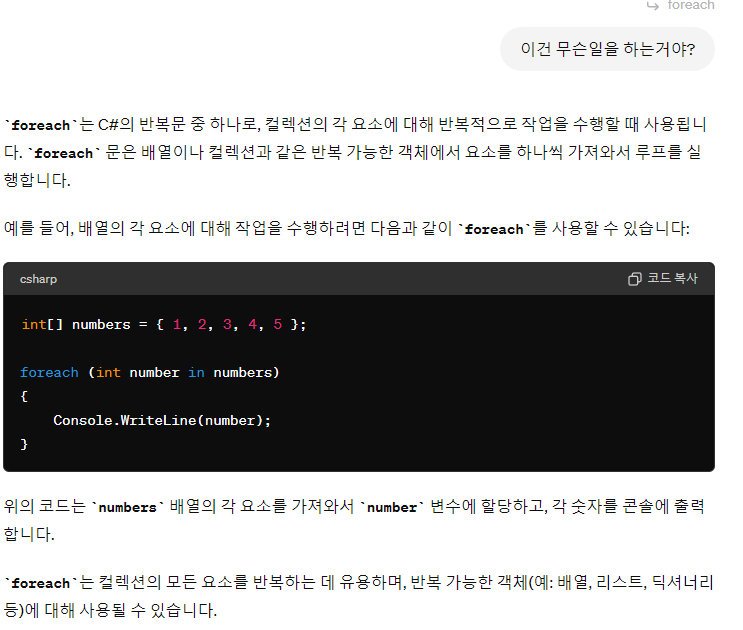 foreach
이건 무슨일을 하는거야?
`foreach`는 C#의 반복문 중 하나로, 컬렉션의 각 요소에 대해 반복적으로 작업을 수행할 때 사용됩니
다. `foreach` 문은 배열이나 컬렉션과 같은 반복 가능한 객체에서 요소를 하나씩 가져와서 루프를 실
행합니다.
예를 들어, 배열의 각 요소에 대해 작업을 수행하려면 다음과 같이 `foreach`를 사용할 수 있습니다:
csharp 코드 복사
int[] numbers = { 1, 2, 3, 4, 5 };
foreach (int number in numbers)
{
    Console.WriteLine(number);
}
위의 코드는 `numbers` 배열의 각 요소를 가져와서 `number` 변수에 할당하고, 각 숫자를 콘솔에 출력
합니다.
`foreach`는 컬렉션의 모든 요소를 반복하는 데 유용하며, 반복 가능한 객체(예: 배열, 리스트, 딕셔너리
등)에 대해 사용될 수 있습니다.